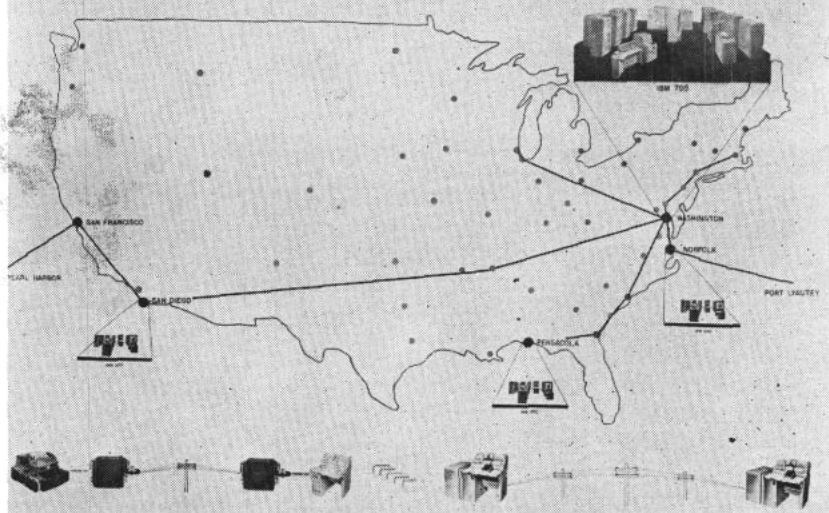 IBM 705
SAN FRANCISCO
WASHINGTON
NORFOLK
PEARL HARBOR
SAN DIEGO
PORT LYAUTEY
PENSACOLA